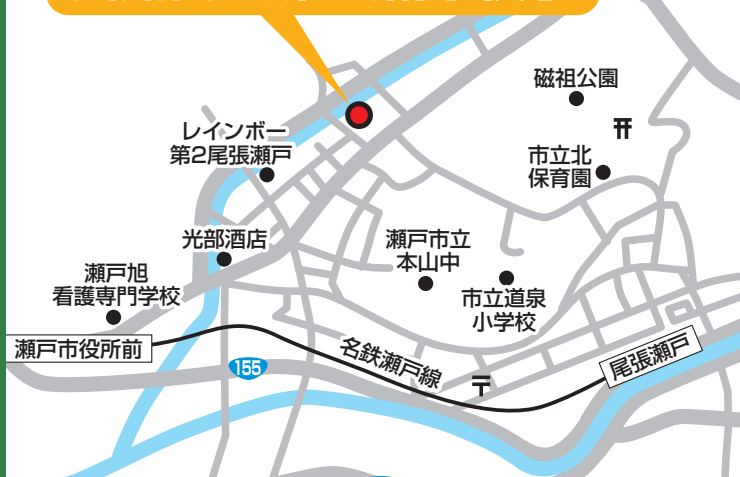 磁祖公園
レインボー
第2尾張瀬戸
市立北
保育園
光部酒店
瀬戸市立
本山中
瀬戸旭
看護専門学校
市立道泉
小学校
瀬戸市役所前
名鉄瀬戸線
尾張瀬戸
155
〒